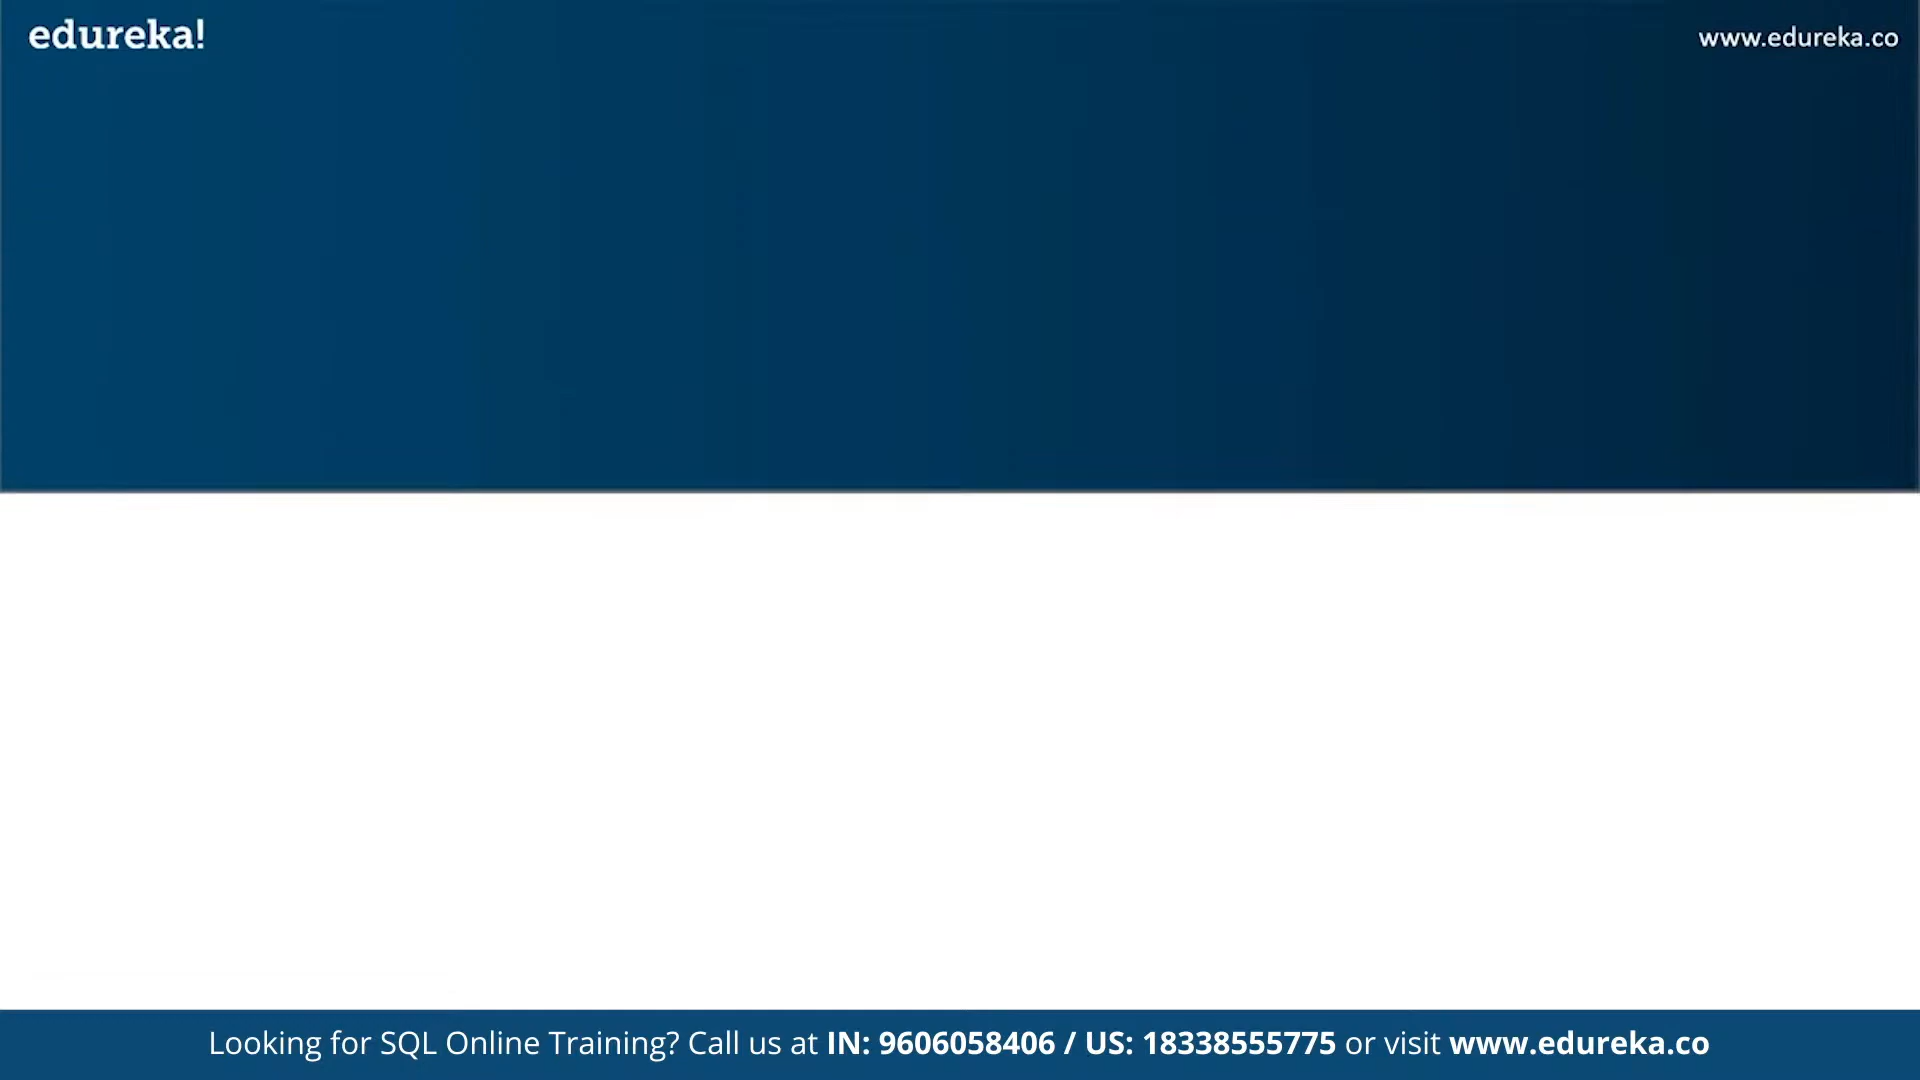 edureka!
www.edureka.co
Looking for SQL Online Training? Call us at IN: 9606058406 / US: 18338555775 or visit www.edureka.co